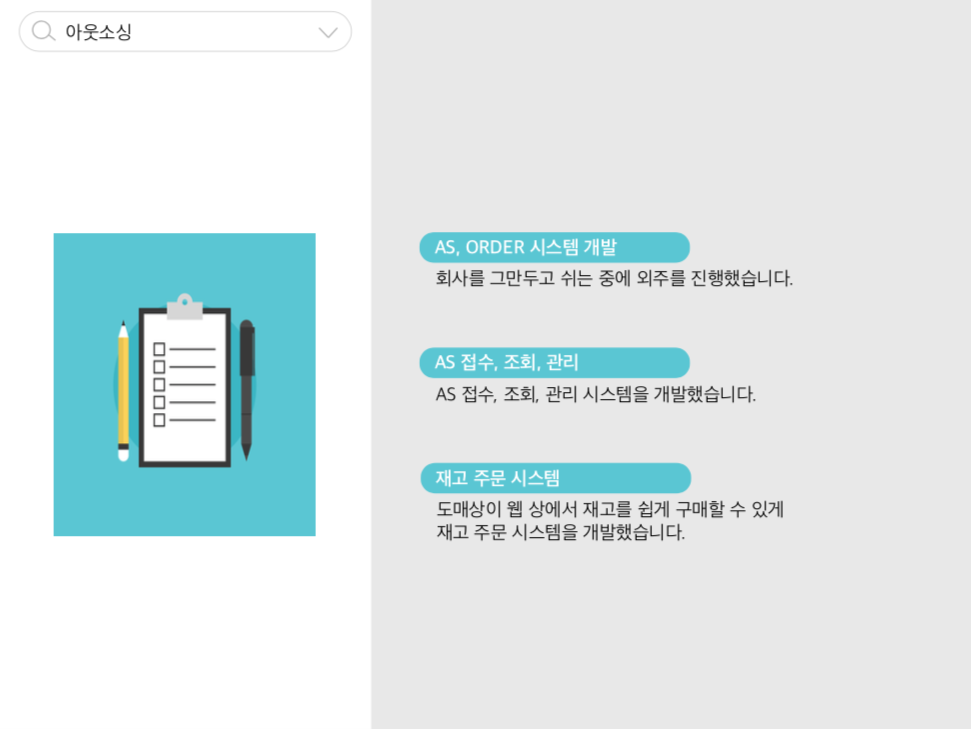 아웃소싱
AS, ORDER 시스템 개발
회사를 그만두고 쉬는 중에 외주를 진행했습니다.
AS 접수, 조회, 관리
AS 접수, 조회, 관리 시스템을 개발했습니다.
재고 주문 시스템
도매상이 웹 상에서 재고를 쉽게 구매할 수 있게
재고 주문 시스템을 개발했습니다.